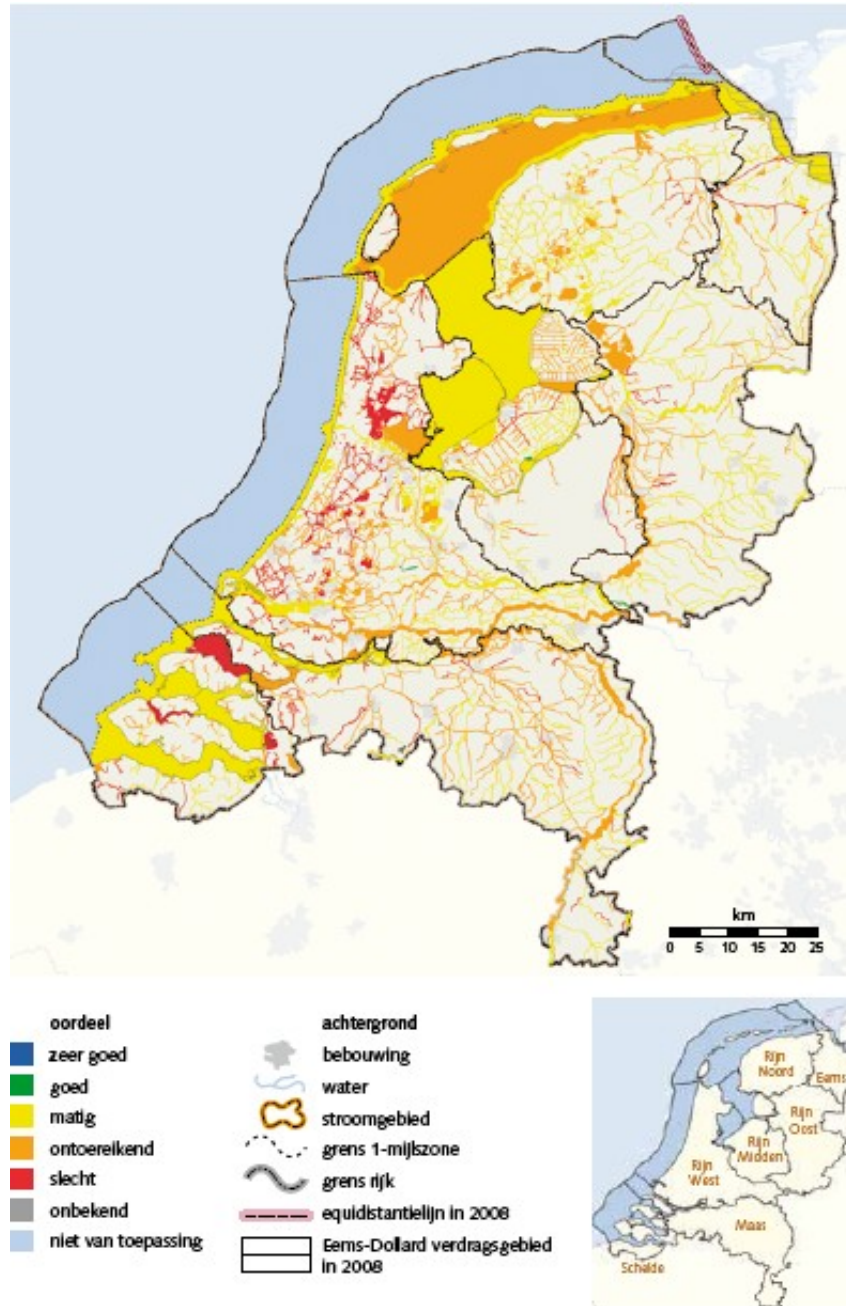 km
0 5 10 15 20 25
oordeel
zeer goed
goed
matig
ontoereikend
slecht
onbekend
niet van toepassing
achtergrond
bebouwing
water
stroomgebied
grens 1-mijlszone
grens rijk
equidistantielijn in 2008
Eems-Dollard verdragsgebied
in 2008
Rijn
Noord
Eems
Rijn
Oost
Rijn
Midden
Rijn
West
Maas
Schelde